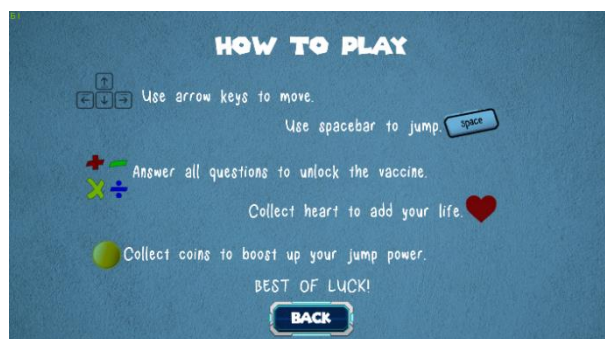 HOW TO PLAY
Use arrow keys to move.
Use spacebar to jump. space
Answer all questions to unlock the vaccine.
Collect heart to add your life.
Collect coins to boost up your jump power.
BEST OF LUCK!
BACK